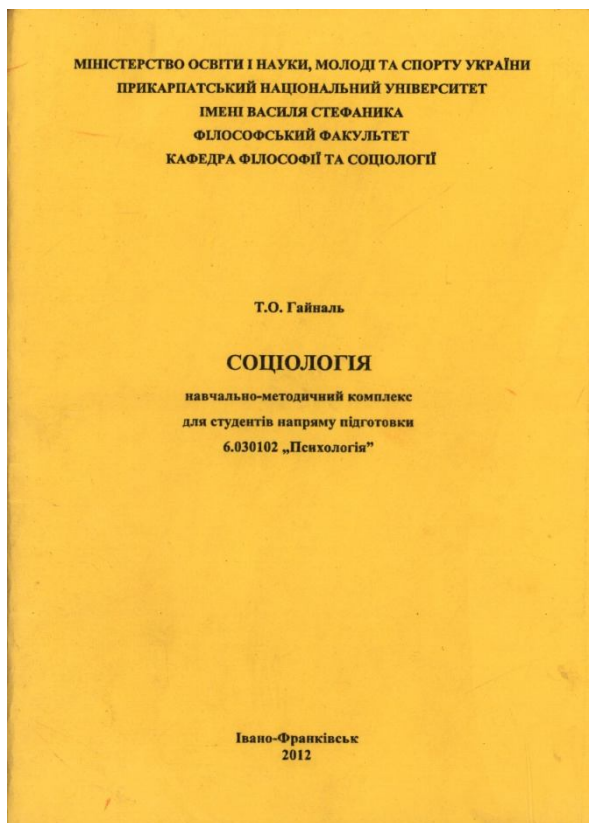 МІНІСТЕРСТВО ОСВІТИ І НАУКИ, МОЛОДІ ТА СПОРТУ УКРАЇНИ
ПРИКАРПАТСЬКИЙ НАЦІОНАЛЬНИЙ УНІВЕРСИТЕТ
ІМЕНІ ВАСИЛЯ СТЕФАНИКА
ФІЛОСОФСЬКИЙ ФАКУЛЬТЕТ
КАФЕДРА ФІЛОСОФІЇ ТА СОЦІОЛОГІЇ
Т.О. Гайналь
СОЦІОЛОГІЯ
навчально-методичний комплекс
для студентів напряму підготовки
6.030102 „Психологія”
Івано-Франківськ
2012